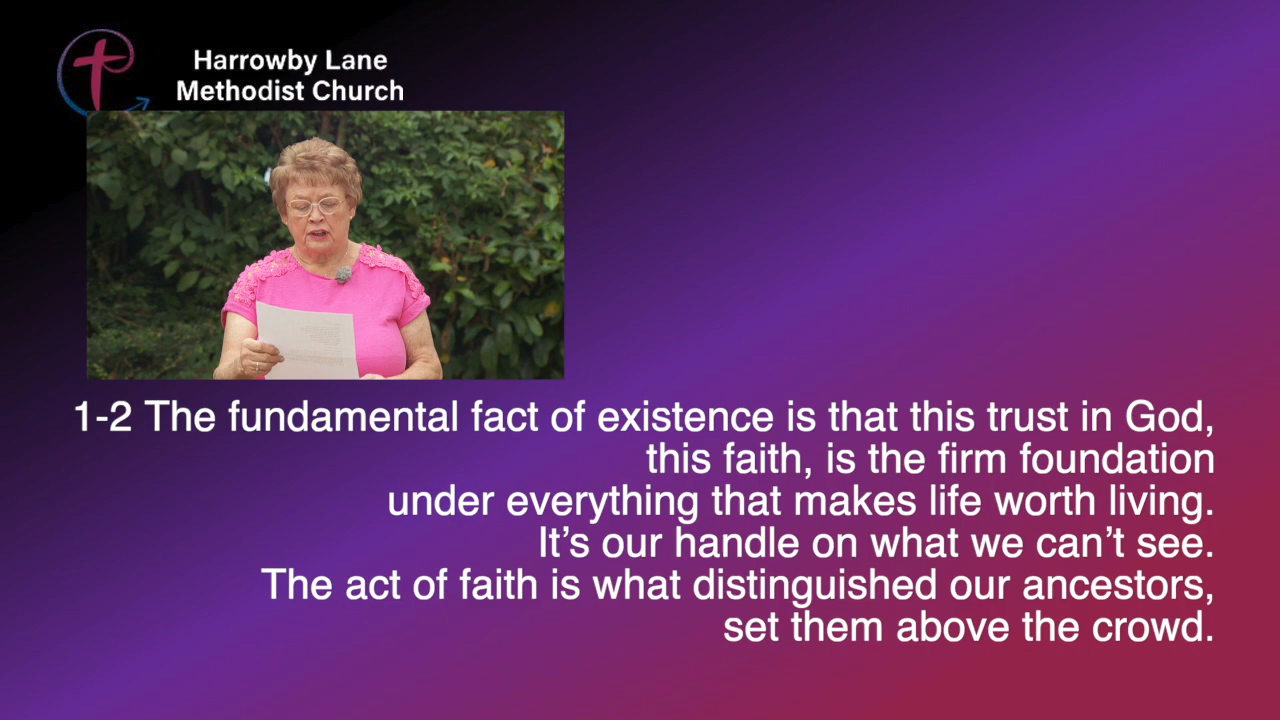 Harrowby Lane
Methodist Church
1-2 The fundamental fact of existence is that this trust in God,
this faith, is the firm foundation
under everything that makes life worth living.
It’s our handle on what we can’t see.
The act of faith is what distinguished our ancestors,
set them above the crowd.